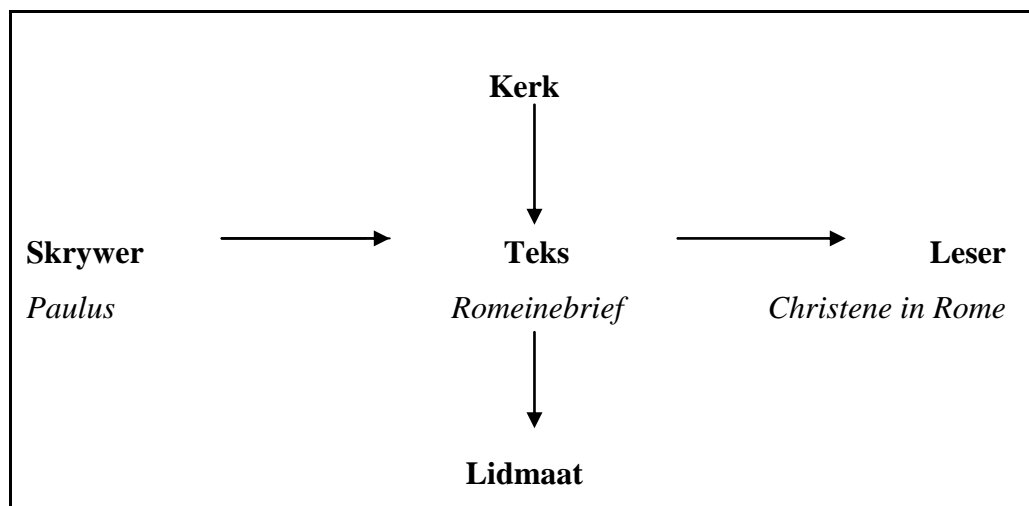 Kerk
Skrywer Teks Leser
Paulus Romeinebrief Christene in Rome
Lidmaat